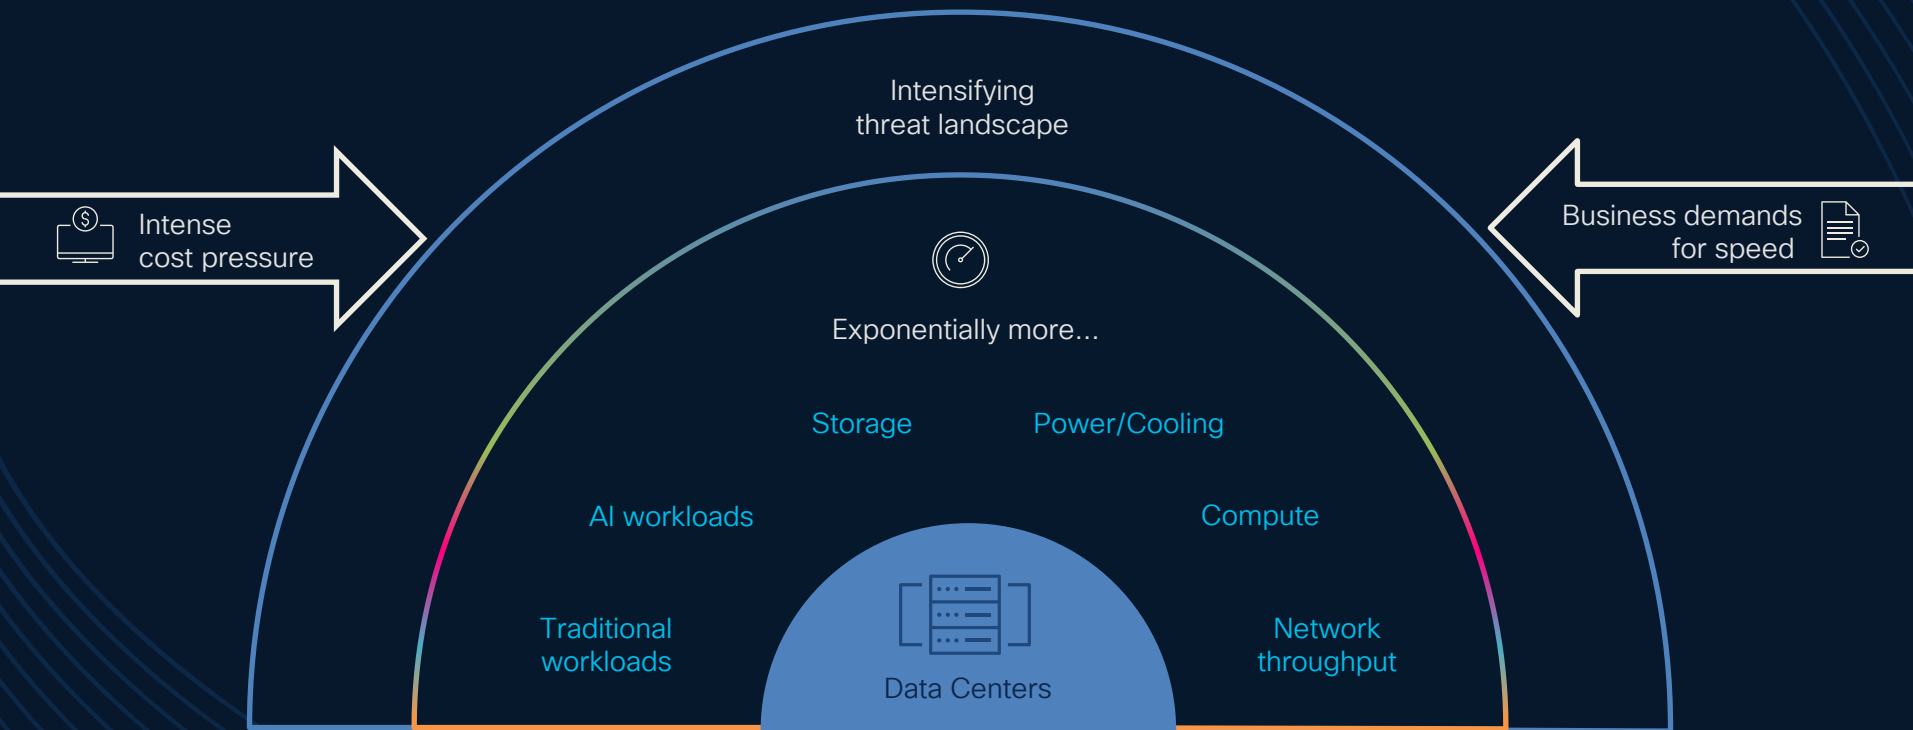 Intensifying
threat landscape
Intense
cost pressure
Business demands
for speed
Exponentially more...
Storage
Power/Cooling
AI workloads
Compute
Traditional
workloads
Network
throughput
Data Centers